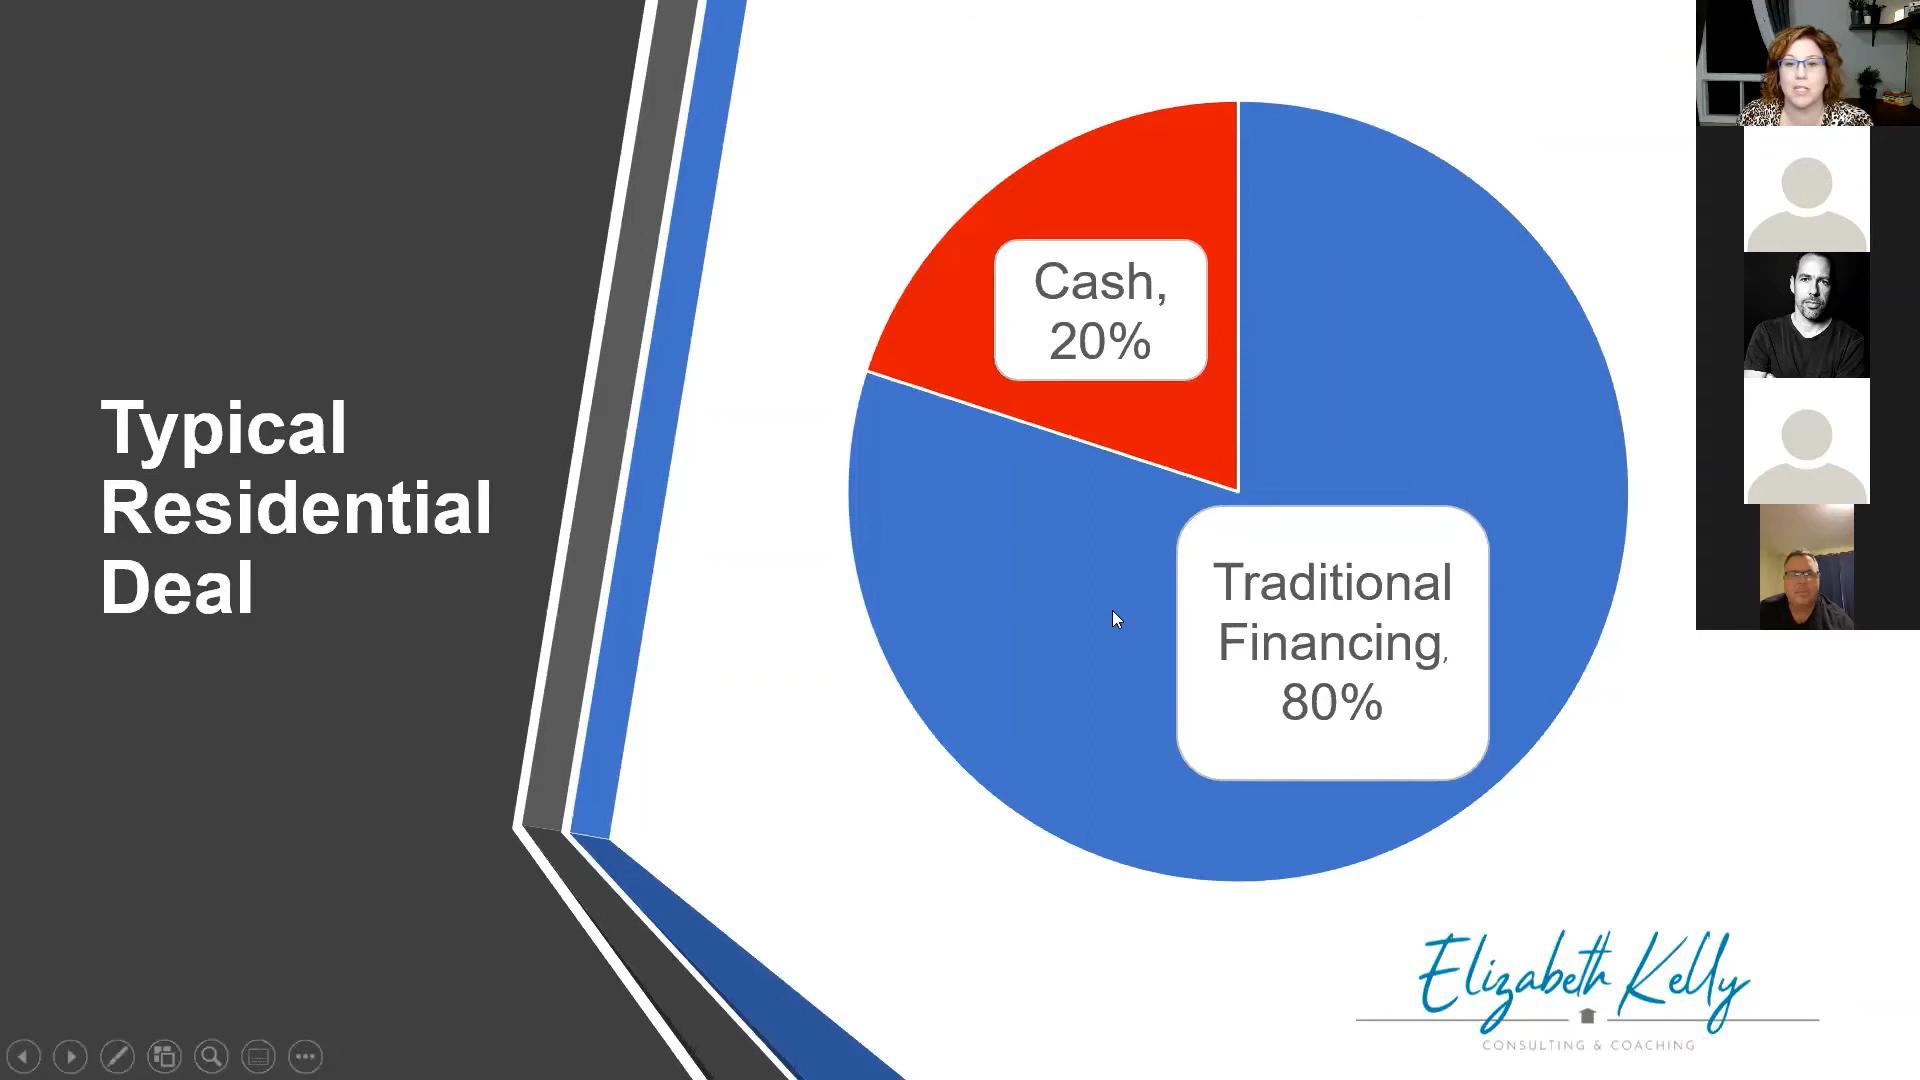 Typical
Residential
Deal
Cash,
20%
Traditional
Financing,
80%
Elizabeth Kelly
CONSULTING & COACHING